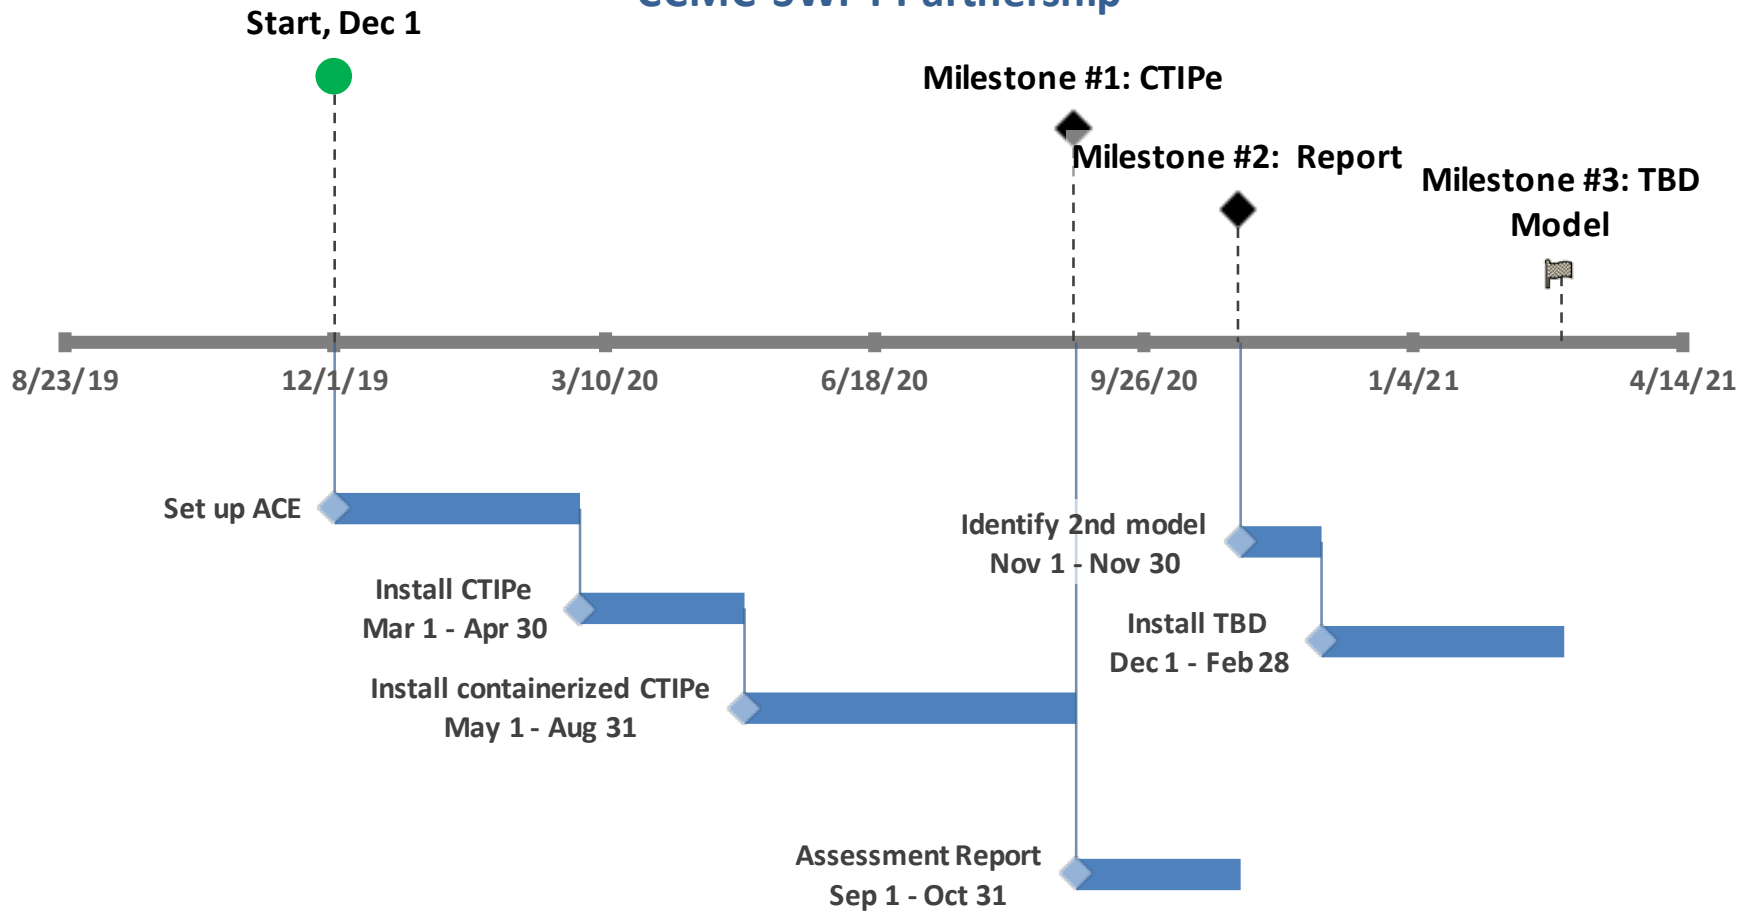 Partnership
Start, Dec 1
Milestone #1: CTIPe
Milestone #2: Report
Milestone #3: TBD
Model
8/23/19
12/1/19
3/10/20
6/18/20
9/26/20
1/4/21
4/14/21
Set up ACE
Identify 2nd model
Nov 1 - Nov 30
Install CTIPe
Mar 1 - Apr 30
Install TBD
Dec 1 - Feb 28
Install containerized CTIPe
May 1 - Aug 31
Assessment Report
Sep 1 - Oct 31